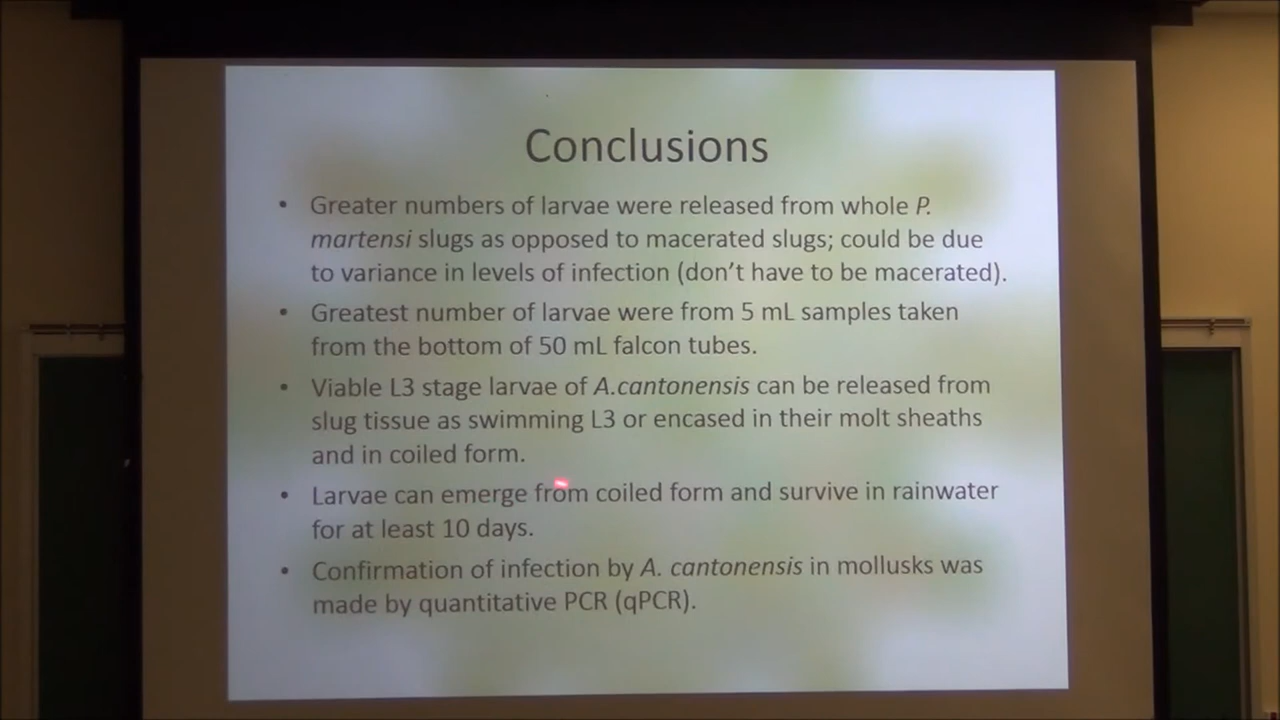 Conclusions
• Greater numbers of larvae were released from whole P.
martensi slugs as opposed to macerated slugs; could be due
to variance in levels of infection (don't have to be macerated).
• Greatest number of larvae were from 5 mL samples taken
from the bottom of 50 mL falcon tubes.
• Viable L3 stage larvae of A.cantonensis can be released from
slug tissue as swimming L3 or encased in their molt sheaths
and in coiled form.
• Larvae can emerge from coiled form and survive in rainwater
for at least 10 days.
• Confirmation of infection by A. cantonensis in mollusks was
made by quantitative PCR (qPCR).